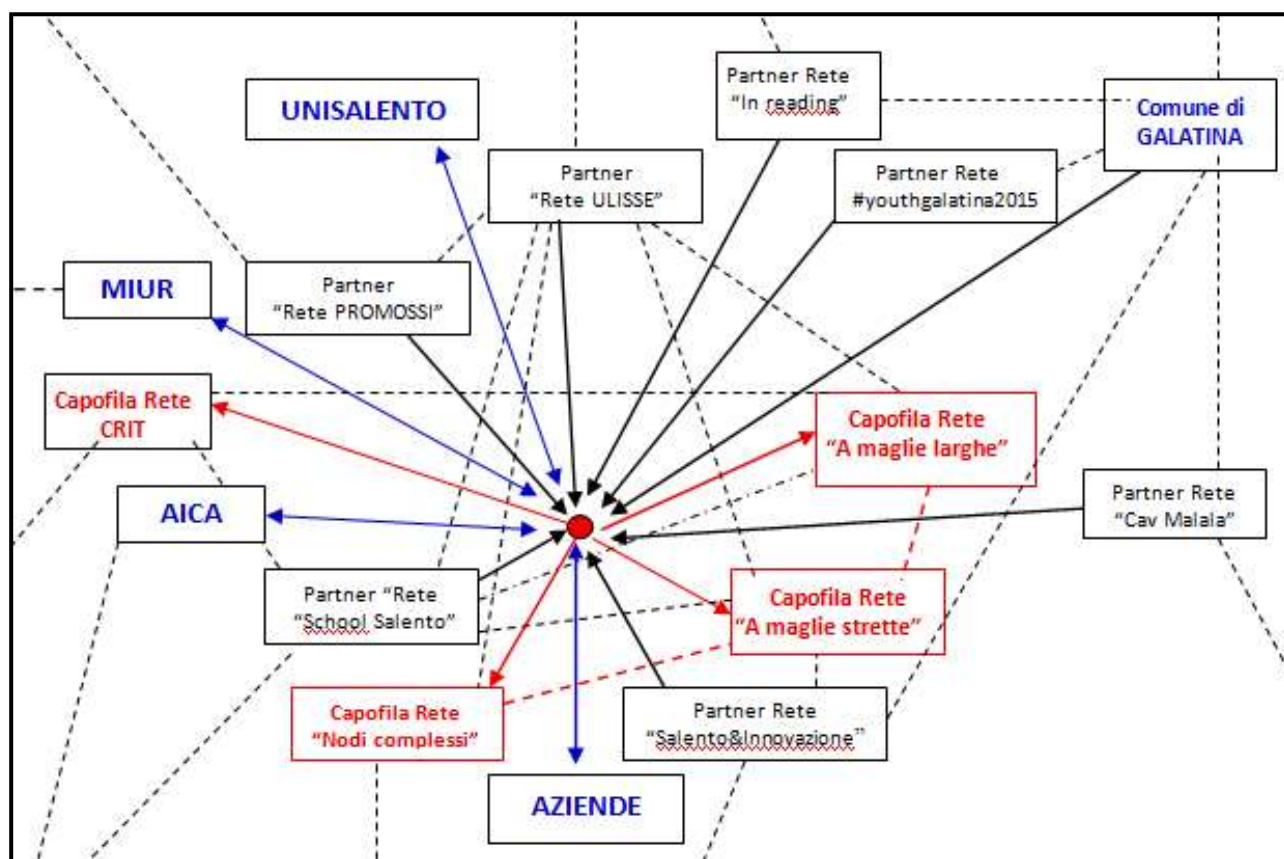 Partner Rete
“In reading”
UNISALENTO
Comune di
GALATINA
Partner
“Rete ULISSE”
Partner Rete
#youthgalatina2015
MIUR
Partner
“Rete PROMOSSI”
Capofila Rete
CRIT
Capofila Rete
“A maglie larghe”
AICA
Partner Rete
“Cav Malala”
Partner “Rete
“School Salento”
Capofila Rete
“A maglie strette”
Capofila Rete
“Nodi complessi”
Partner Rete
“Salento&Innovazione”
AZIENDE